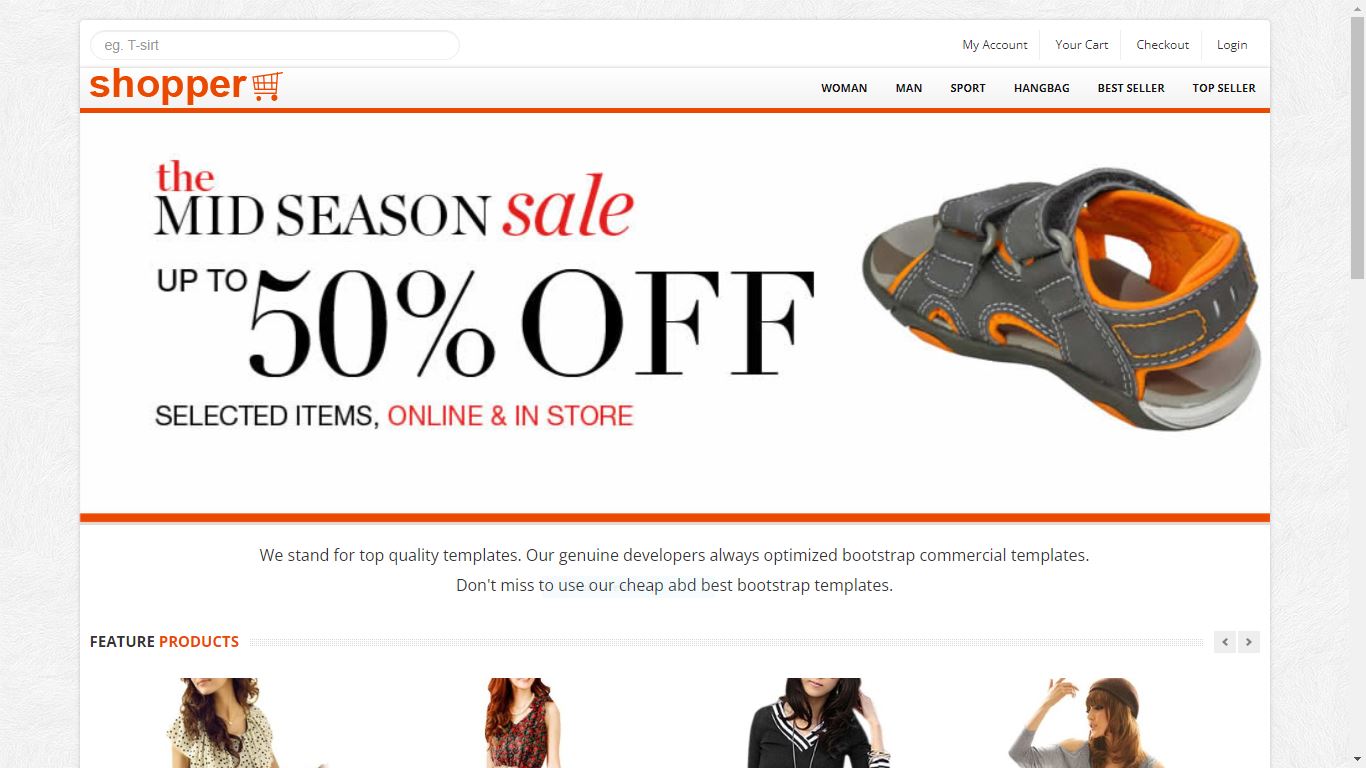 eg. T-sirt
My Account
Your Cart
Checkout
Login
shopper
WOMAN
MAN
SPORT
HANGBAG
BEST SELLER
TOP SELLER
the
MID SEASON sale
UP TO 50% OFF
SELECTED ITEMS, ONLINE & IN STORE
We stand for top quality templates. Our genuine developers always optimized bootstrap commercial templates.
Don't miss to use our cheap abd best bootstrap templates.
FEATURE PRODUCTS